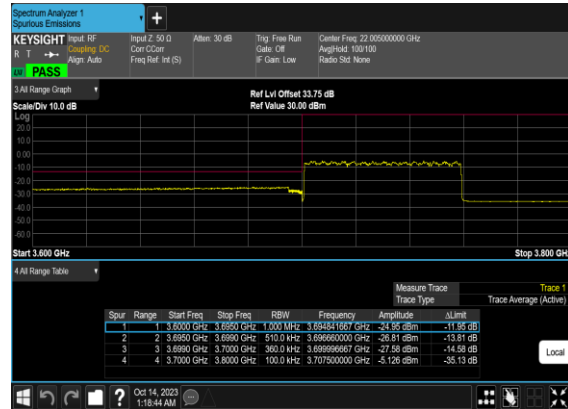 Spectrum Analyzer 1
Spurious Emissions
+
KEYSIGHT Input: RF Input Z: 50 Ω Atten: 30 dB Trig: Free Run Center Freq: 22.005000000 GHz
R T Coupling: DC Corr CCorr Gate: Off Avg|Hold: 100/100
Align: Auto Freq Ref: Int (S) IF Gain: Low Radio Std: None
LW PASS
3 All Range Graph
Ref Lvl Offset 33.75 dB
Scale/Div 10.0 dB Ref Value 30.00 dBm
Log
20.0
10.0
0.00
-10.0
-20.0
-30.0
-40.0
-50.0
-60.0
Start 3.600 GHz Stop 3.800 GHz
4 All Range Table
Measure Trace Trace 1
Trace Type Trace Average (Active)
Spur Range Start Freq Stop Freq RBW Frequency Amplitude ΔLimit
1 1 3.6000 GHz 3.6950 GHz 1.000 MHz 3.694841667 GHz -24.95 dBm -11.95 dB
2 2 3.6950 GHz 3.6990 GHz 510.0 kHz 3.696660000 GHz -26.81 dBm -13.81 dB
3 3 3.6990 GHz 3.7000 GHz 360.0 kHz 3.699996667 GHz -27.58 dBm -14.58 dB
4 4 3.7000 GHz 3.8000 GHz 100.0 kHz 3.707500000 GHz -5.126 dBm -35.13 dB
Local
? Oct 14, 2023
1:18:44 AM